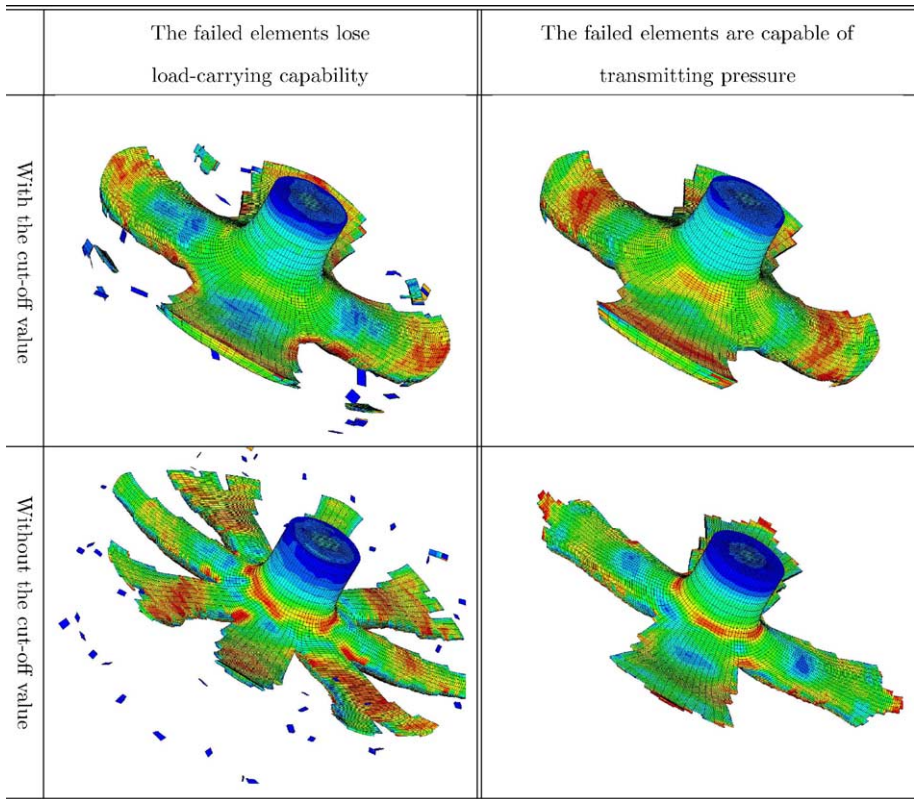 The failed elements lose
load-carrying capability
The failed elements are capable of
transmitting pressure
With the cut-off value
Without the cut-off value